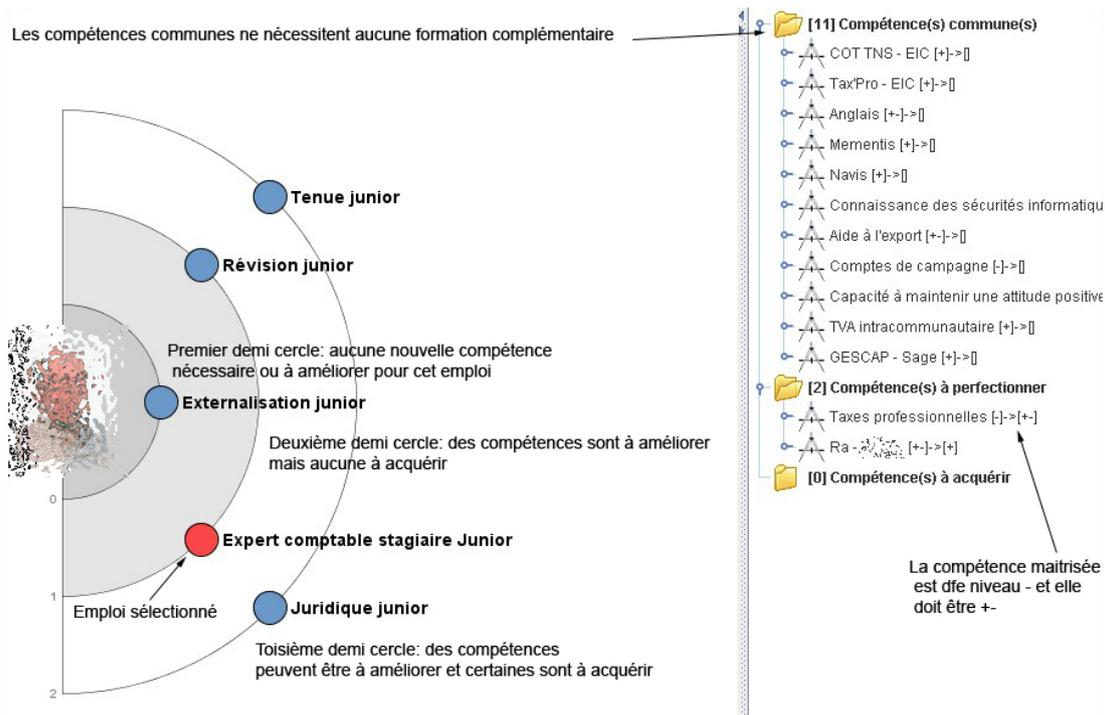 Les compétences communes ne nécesitent aucune formation complémentaire
Tenue junior
Révision junior
Premier demi cercle: aucune nouvelle compétence
nécessaire ou à améliorer pour cet emploi
Externalisation junior
Deuxième demi cercle: des compétences sont à améliorer
mais aucune à acquérir
0
Expert comptable stagiaire Junior
1
Emploi sélectionné
Juridique junior
Toisième demi cercle: des compétences
peuvent être à améliorer et certaines sont à acquérir
2
[11] Compétence(s) commune(s)
COT TNS - EIC [+]->[]
Tax'Pro - EIC [+]->[]
Anglais [+-]->[]
Mementis [+]->[]
Navis [+]->[]
Connaissance des sécurités informatiqu
Aide à l'export [+-]->[]
Comptes de campagne [-]->[]
Capacité à maintenir une attitude positive
TVA intracommunautaire [+]->[]
GESCAP - Sage [+]->[]
[2] Compétence(s) à perfectionner
Taxes professionnelles [-]->[+-]
Ra - [+-]->[+]
[0] Compétence(s) à acquérir
La compétence maitrisée
est dfe niveau - et elle
doit être +-